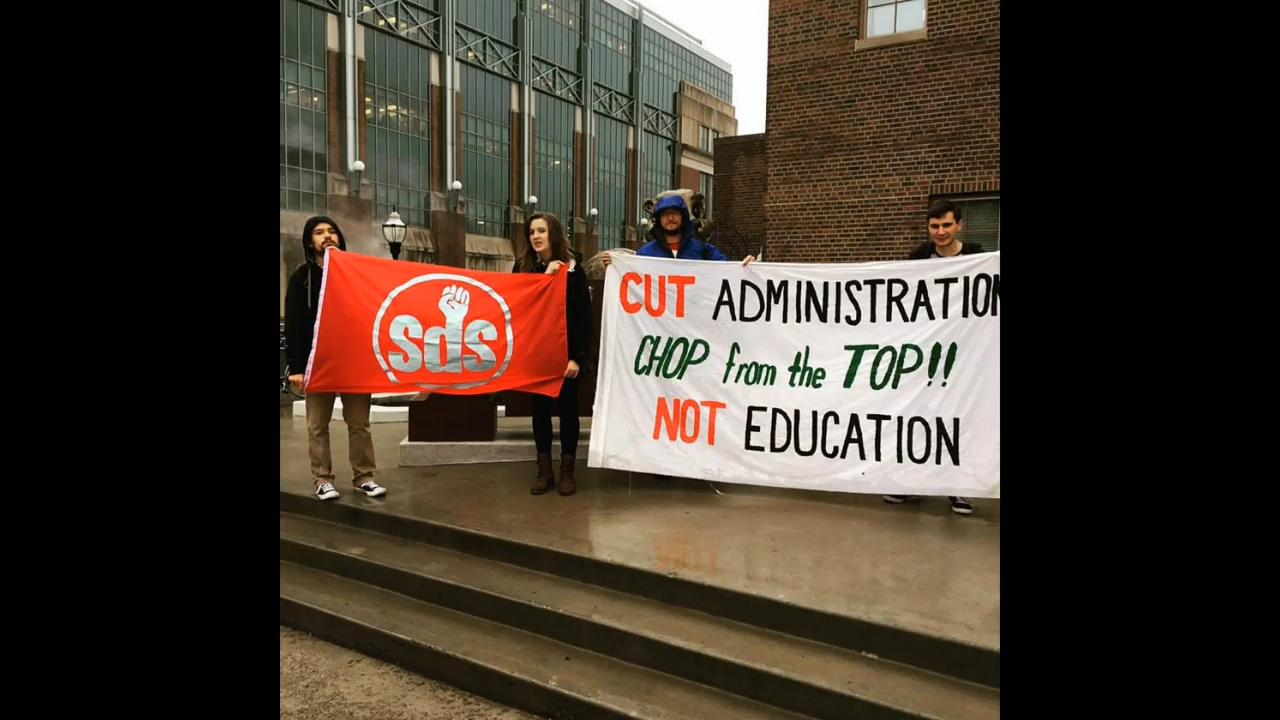 sds
CUT ADMINISTRATION
CHOP from the TOP!!
NOT EDUCATION